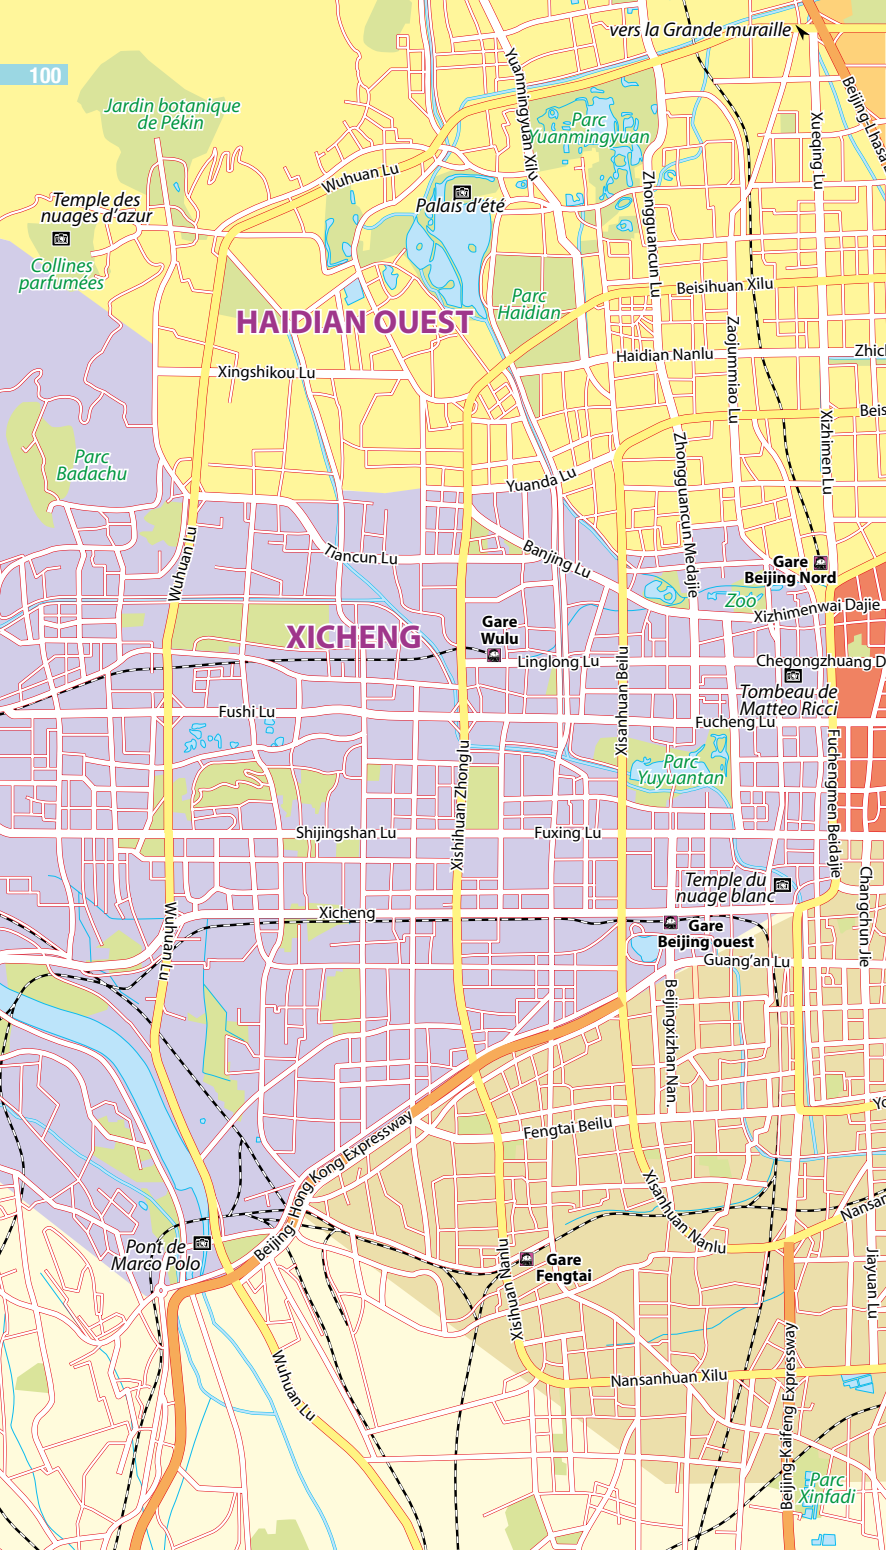 vers la Grande muraille
100
Jardin botanique
de Pékin
Yuanmingyuan Xilu
Parc
Yuanmingyuan
Xueqing Lu
Wuhuan Lu
Temple des
nuages d'azur
Palais d'été
Zhongguancun Lu
Collines
parfumées
Parc
Haidian
Beisihuan Xilu
HAIDIAN OUEST
Zaojummiao Lu
Haidian Nanlu
Xingshikou Lu
Xizhimen Lu
Parc
Badachu
Zhongguancun Medajie
Yuanda Lu
Wuhuan Lu
Tiancun Lu
Banjing Lu
Gare
Beijing Nord
Zoo
Xizhimenwai Dajie
XICHENG
Gare
Wulu
Linglong Lu
Xisanhuan Beilu
Chegongzhuang D
Tombeau de
Matteo Ricci
Fushi Lu
Fucheng Lu
Xishihuan Zhonglu
Parc
Yuyuantan
Fuchengmen Beidajie
Shijingshan Lu
Fuxing Lu
Temple du
nuage blanc
Changchun Jie
Xicheng
Wuhuan Lu
Gare
Beijing ouest
Guang'an Lu
Beijingxizhan Nan.
Beijing-Hong Kong Expressway
Fengtai Beilu
Xisanhuan Nanlu
Pont de
Marco Polo
Xisihuan Nanlu
Gare
Fengtai
Jiayuan Lu
Wuhuan Lu
Nansanhuan Xilu
Beijing-Kaifeng Expressway
Parc
Xinfadi